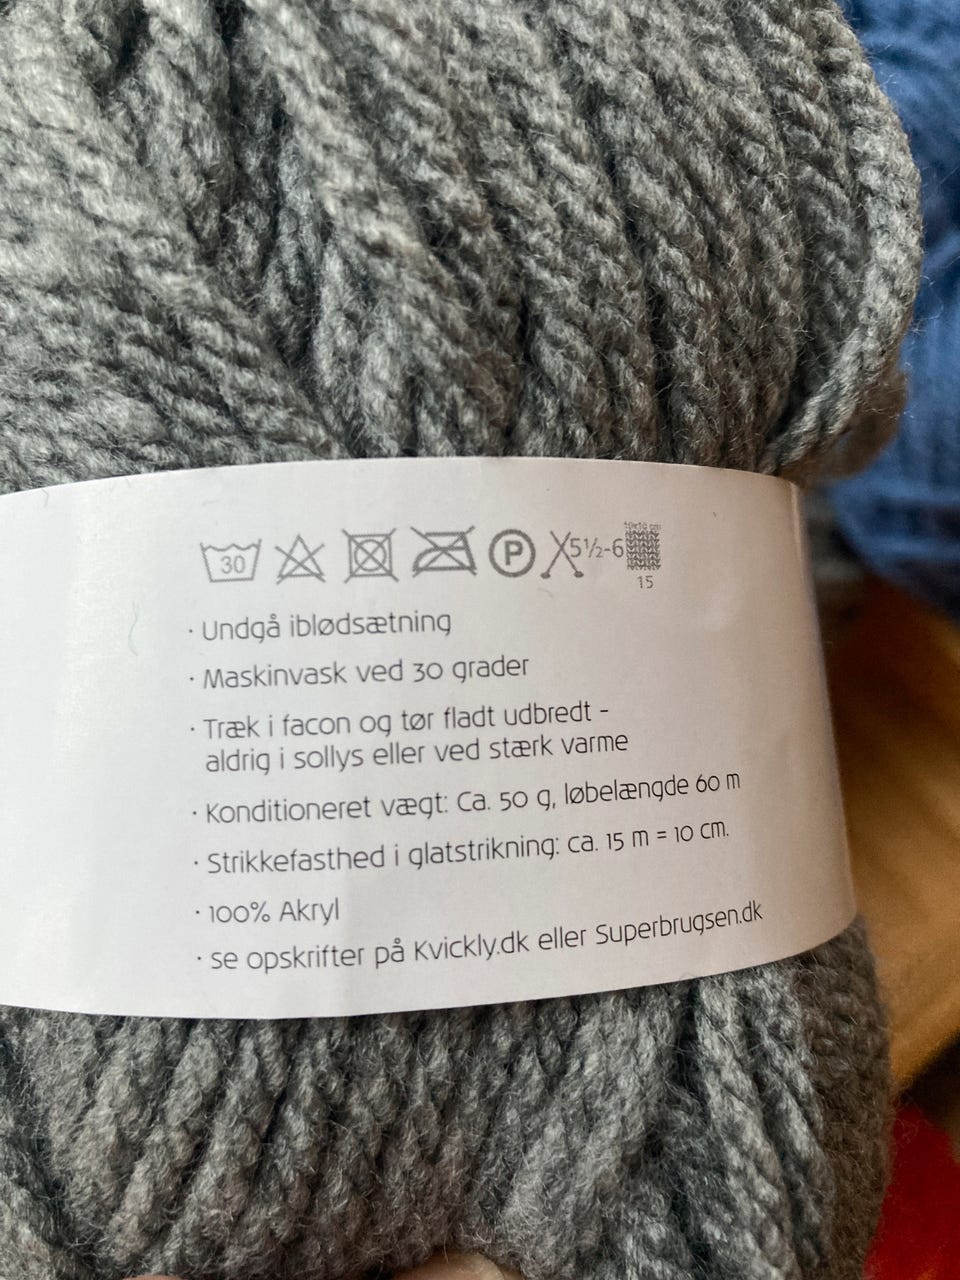 30 P 5½-6 10x10 cm
15
· Undgå iblødsætning
· Maskinvask ved 30 grader
· Træk i facon og tør fladt udbredt -
aldrig i sollys eller ved stærk varme
· Konditioneret vægt: Ca. 50 g, løbelængde 60 m
· Strikkefasthed i glatstrikning: ca. 15 m = 10 cm.
· 100% Akryl
· se opskrifter på Kvickly.dk eller Superbrugsen.dk